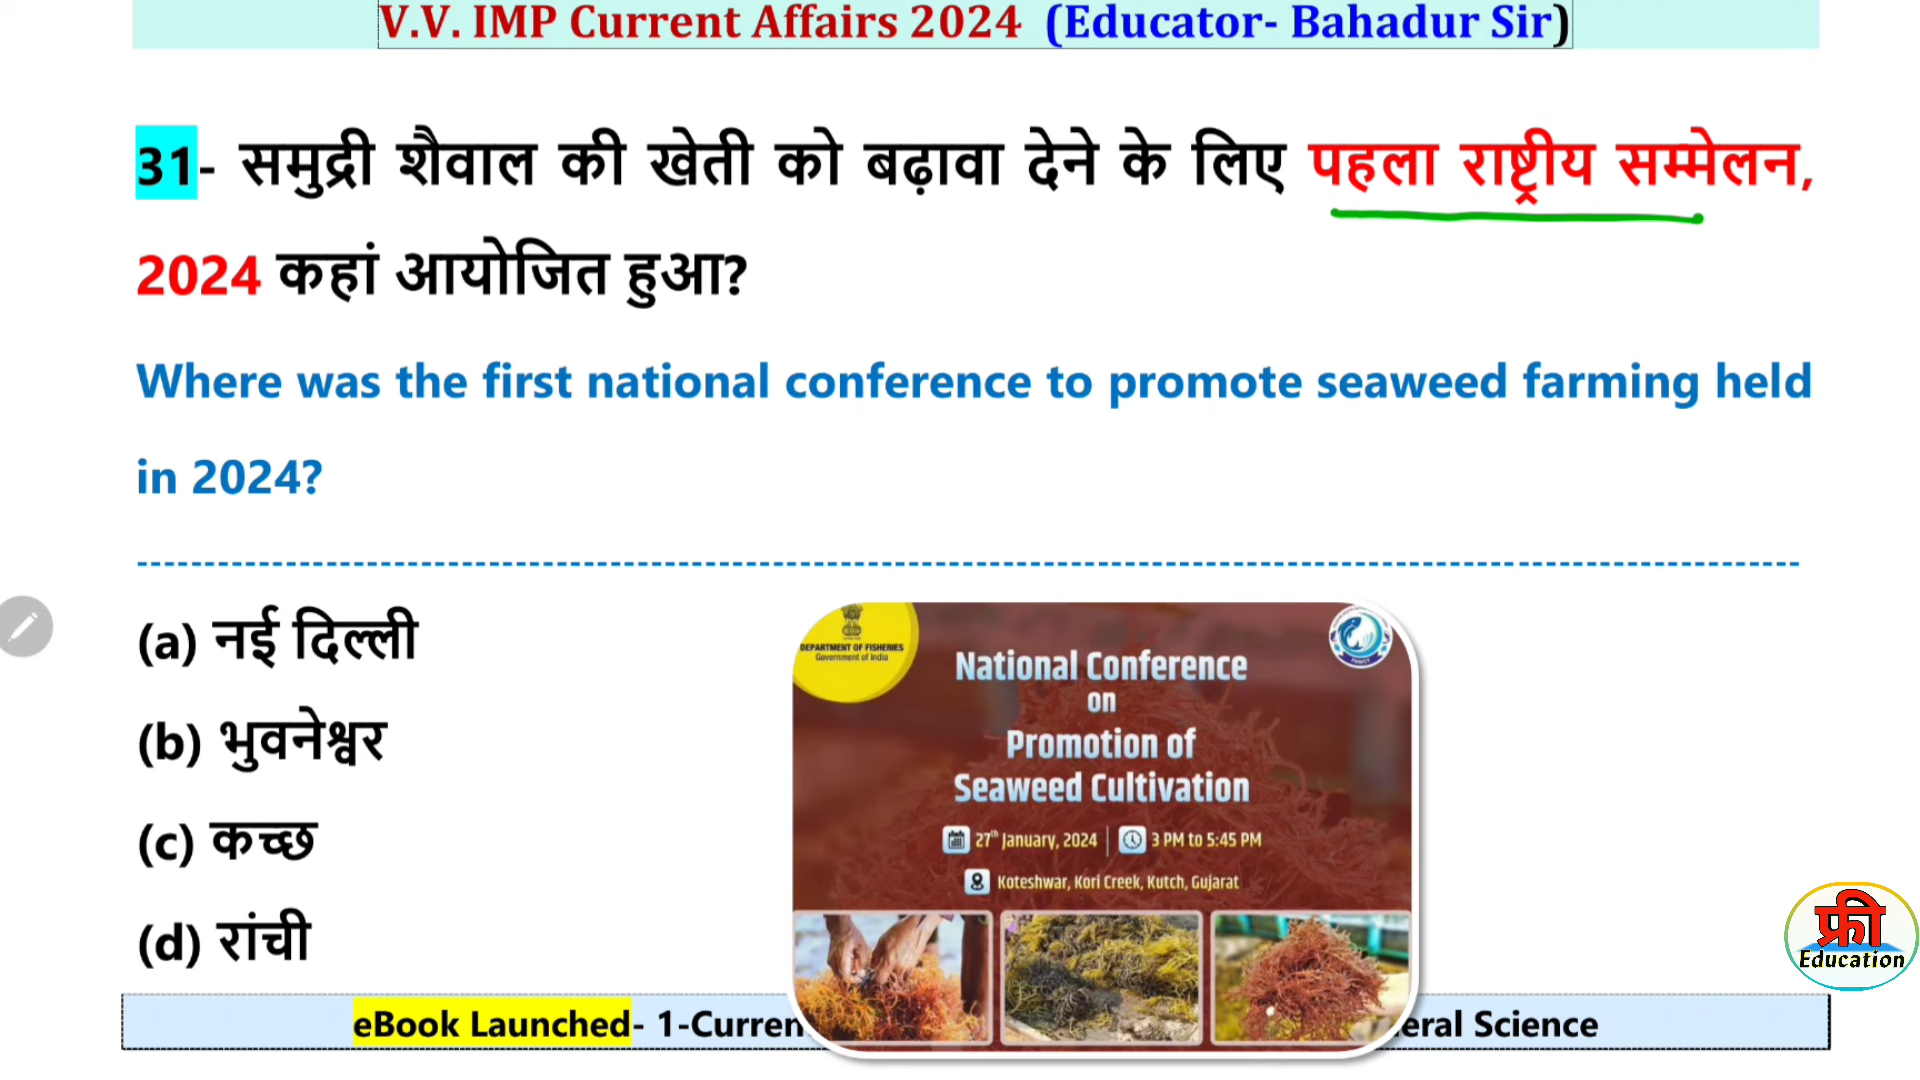 V.V. IMP Current Affairs 2024 (Educator- Bahadur Sir)
31- समुद्री शैवाल की खेती को बढ़ावा देने के लिए पहला राष्ट्रीय सम्मेलन,
2024 कहां आयोजित हुआ?
Where was the first national conference to promote seaweed farming held
in 2024?
(a) नई दिल्ली
(b) भुवनेश्वर
(c) कच्छ
(d) रांची
DEPARTMENT OF FISHERIES
Government of India
National Conference
on
Promotion of
Seaweed Cultivation
27th January, 2024 | 3 PM to 5:45 PM
Koteshwar, Kori Creek, Kutch, Gujarat
फ्री
Education
eBook Launched- 1-Curren eral Science